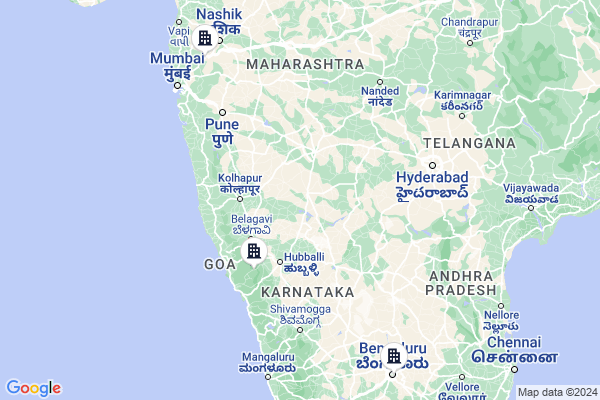 Nashik
Vapi
वापी
शिक
Chandrapur
चंद्रपूर
Mumbai
मुंबई
MAHARASHTRA
Nanded
नांदेड
Karimnagar
కరీంనగర్
Pune
पुणे
TELANGANA
Hyderabad
హైదరాబాద్
Kolhapur
कोल्हापूर
Vijayawada
విజయవాడ
Belagavi
ಬೆಳಗಾವಿ
GOA
Hubballi
ಹುಬ್ಬಳ್ಳಿ
ANDHRA
PRADESH
KARNATAKA
Shivamogga
ಶಿವಮೊಗ್ಗ
Nellore
నెల్లూరు
Mangaluru
ಮಂಗಳೂರು
Bengaluru
ಬೆಂಗಳೂರು
Chennai
சென்னை
Vellore
வேலூர்
Google
Map data ©2024